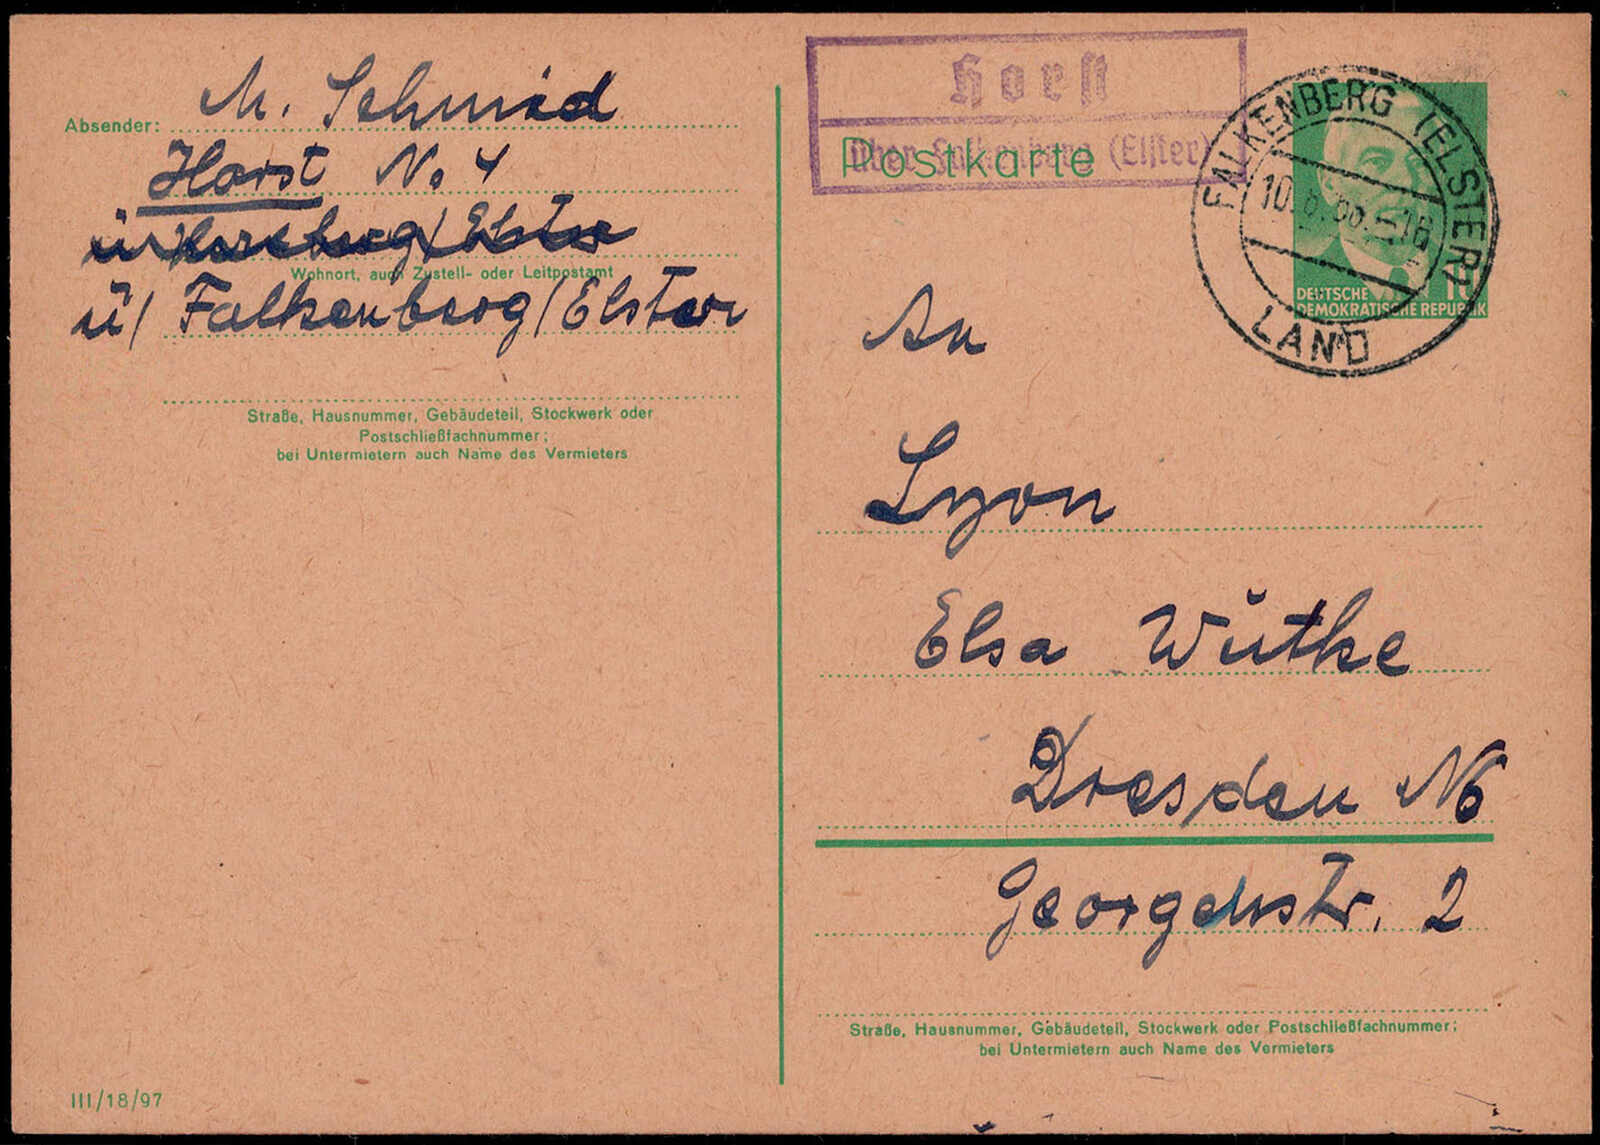 Absender: M. Schmid
Horst No 4
Wohnort, auch Zustell- oder Leitpostamt
ü/ Falkenberg/Elster
Straße, Hausnummer, Gebäudeteil, Stockwerk oder
Postschließfachnummer;
bei Untermietern auch Name des Vermieters
III/18/97
Horst
über Falkenberg (Elster)
Postkarte
FALKENBERG (ELSTER)
LAND
10
DEUTSCHE
DEMOKRATISCHE REPUBLIK
An
Lyon
Elsa Wutke
Dresden N6
Georgenstr. 2
Straße, Hausnummer, Gebäudeteil, Stockwerk oder Postschließfachnummer;
bei Untermietern auch Name des Vermieters